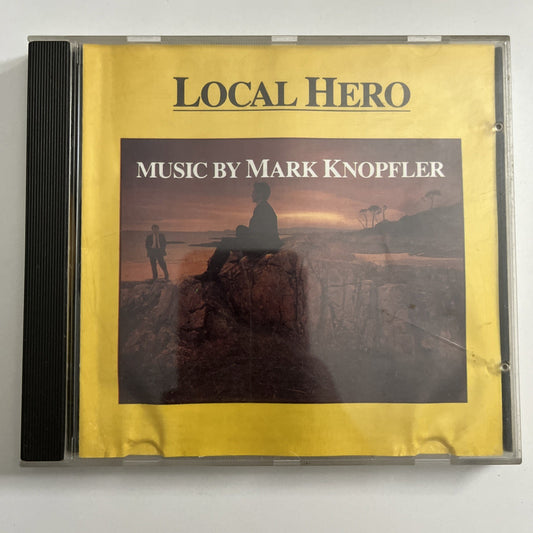 LOCAL HERO
MUSIC BY MARK KNOPFLER